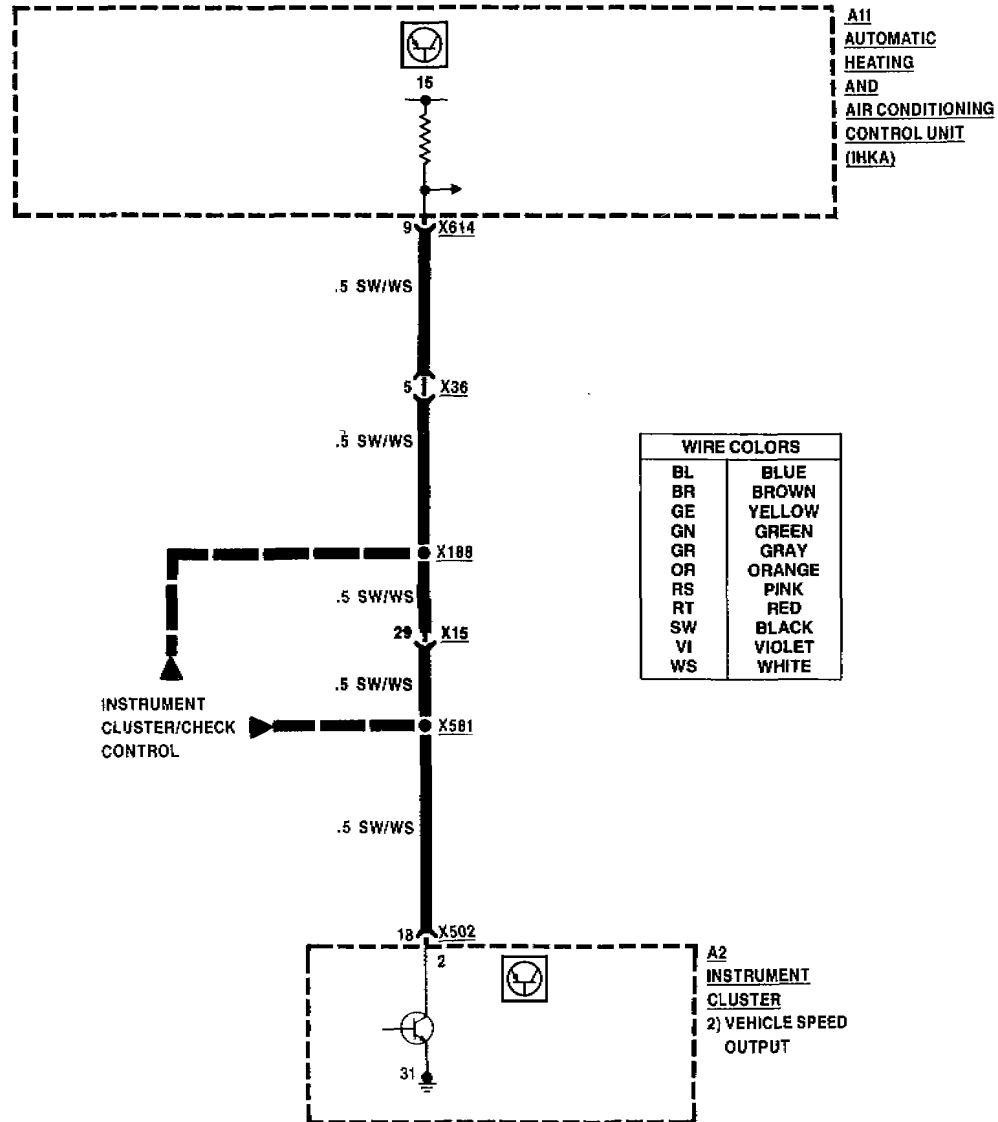 A11
AUTOMATIC
HEATING
AND
AIR CONDITIONING
CONTROL UNIT
(IHKA)
15
9 X614
.5 SW/WS
5 X36
.5 SW/WS
X188
.5 SW/WS
29 X15
.5 SW/WS
INSTRUMENT
CLUSTER/CHECK
CONTROL
X581
.5 SW/WS
18 X502
2
A2
INSTRUMENT
CLUSTER
2) VEHICLE SPEED
OUTPUT
31
WIRE COLORS
BL BLUE
BR BROWN
GE YELLOW
GN GREEN
GR GRAY
OR ORANGE
RS PINK
RT RED
SW BLACK
VI VIOLET
WS WHITE